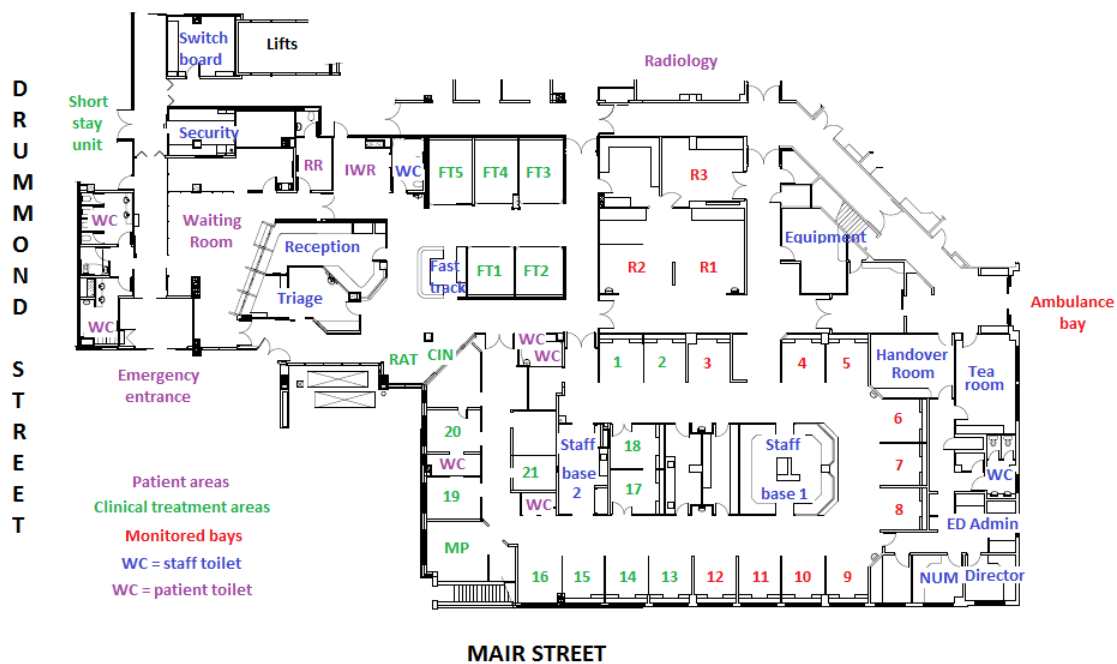 Switch
board
Lifts
Radiology
DRUMMOND STREET
Short
stay
unit
Security
RR
IWR
WC
FT5
FT4
FT3
R3
WC
Waiting
Room
Reception
Equipment
Fast
track
FT1
FT2
R2
R1
Triage
WC
Ambulance
bay
Emergency
entrance
RAT
CIN
WC
WC
1
2
3
4
5
Handover
Room
Tea
room
6
20
WC
21
Staff
base
2
18
17
Staff
base 1
7
WC
19
WC
8
ED Admin
MP
16
15
14
13
12
11
10
9
NUM
Director
Patient areas
Clinical treatment areas
Monitored bays
WC = staff toilet
WC = patient toilet
MAIR STREET